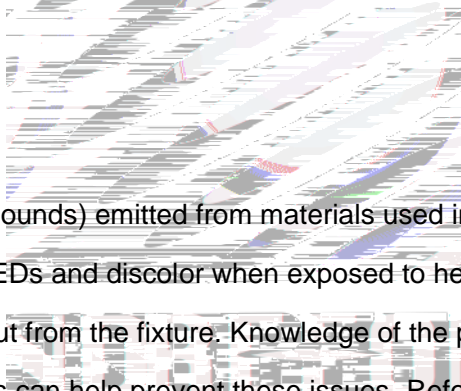 ounds) emitted from materials used i
EDs and discolor when exposed to he
ut from the fixture. Knowledge of the p
s can help prevent these issues. Refe